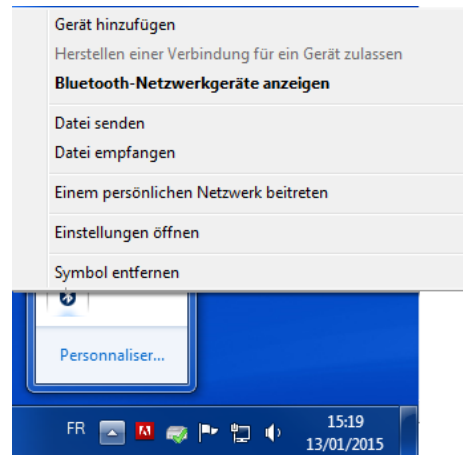 Gerät hinzufügen
Herstellen einer Verbindung für ein Gerät zulassen
Bluetooth-Netzwerkgeräte anzeigen
Datei senden
Datei empfangen
Einem persönlichen Netzwerk beitreten
Einstellungen öffnen
Symbol entfernen
Personnaliser...
FR
15:19
13/01/2015